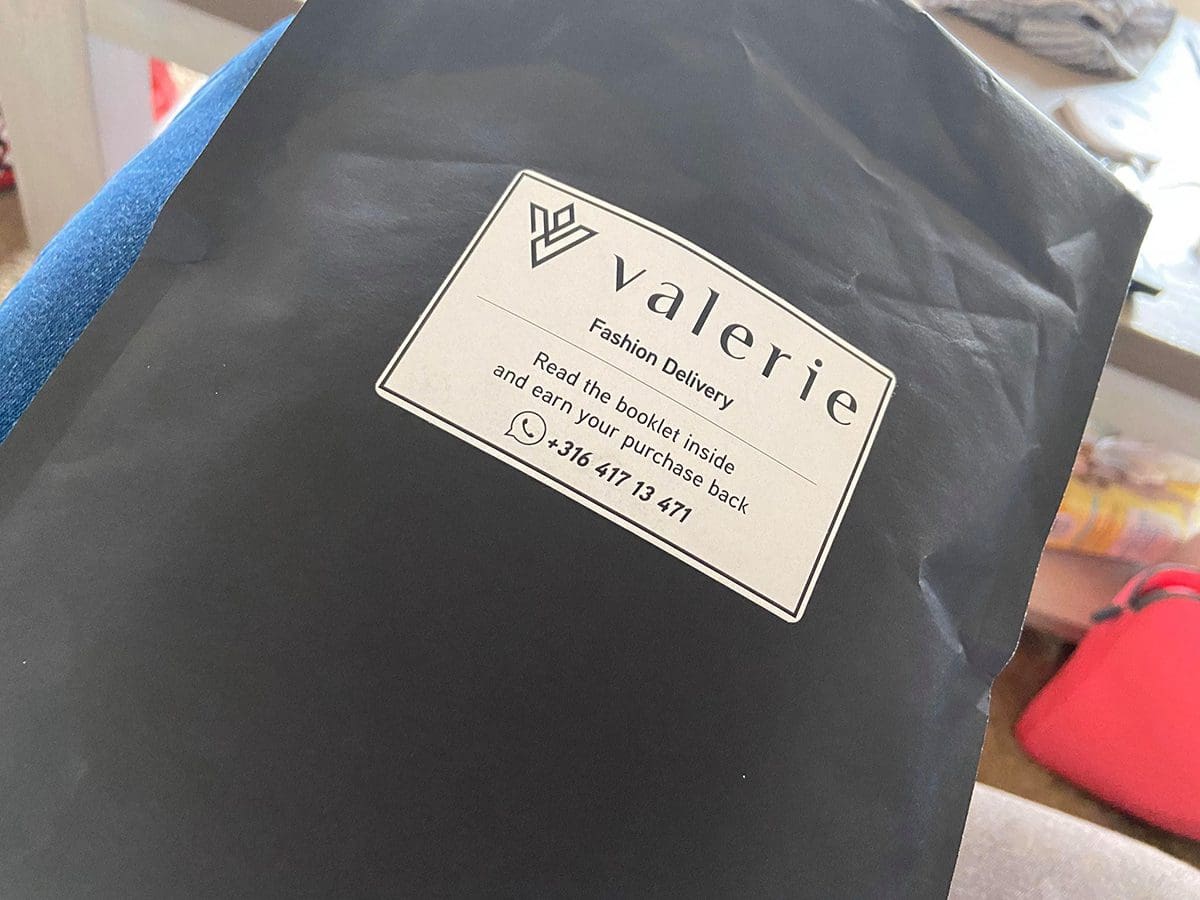 valerie
Fashion Delivery
Read the booklet inside
and earn your purchase back
+316 417 13 471